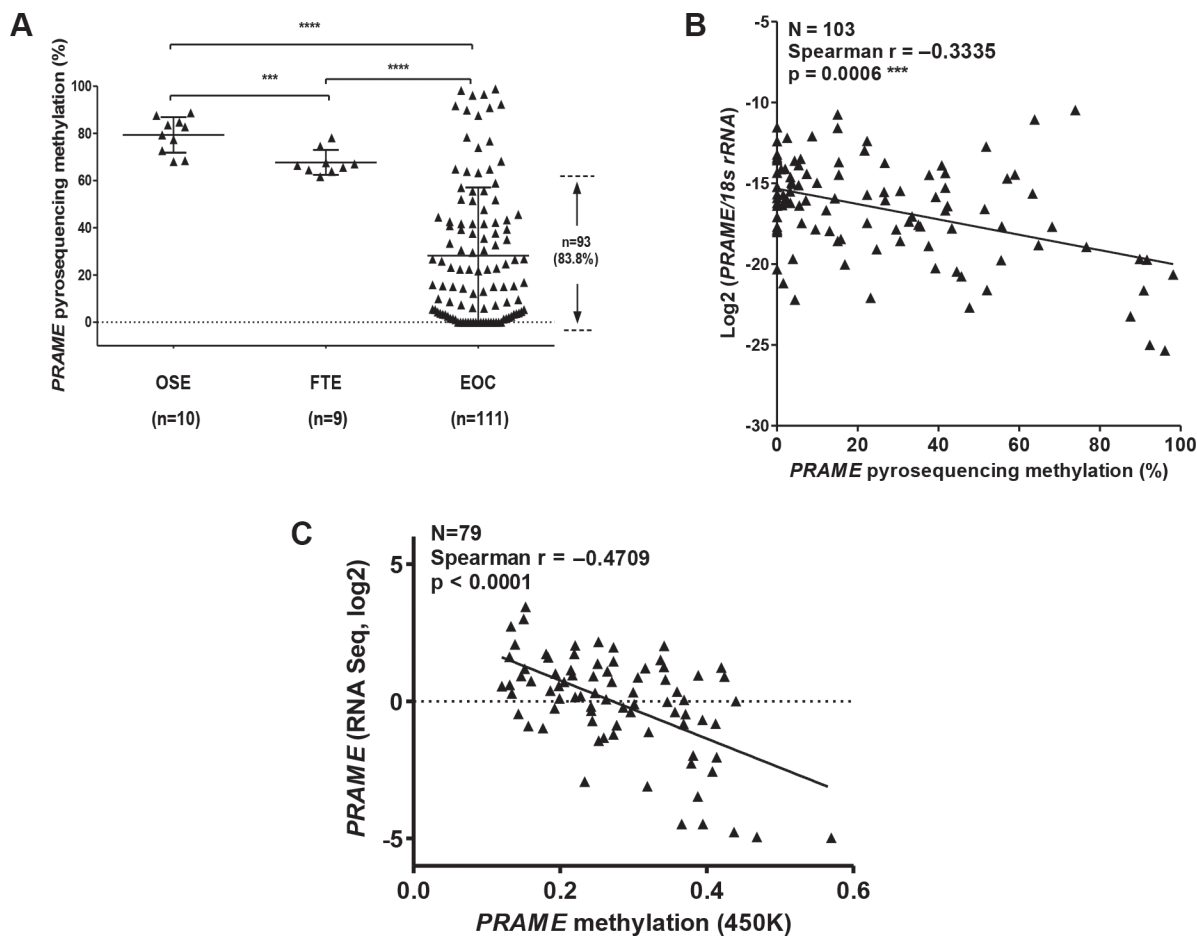 A
****
***
****
PRAME pyrosequencing methylation (%)
100
80
60
40
20
0
n=93
(83.8%)
OSE
FTE
EOC
(n=10)
(n=9)
(n=111)
B
N = 103
Spearman r = –0.3335
p = 0.0006 ***
Log2 (PRAME/18s rRNA)
-5
-10
-15
-20
-25
-30
0 20 40 60 80 100
PRAME pyrosequencing methylation (%)
C
N=79
Spearman r = –0.4709
p < 0.0001
PRAME (RNA Seq, log2)
5
0
-5
0.0 0.2 0.4 0.6
PRAME methylation (450K)